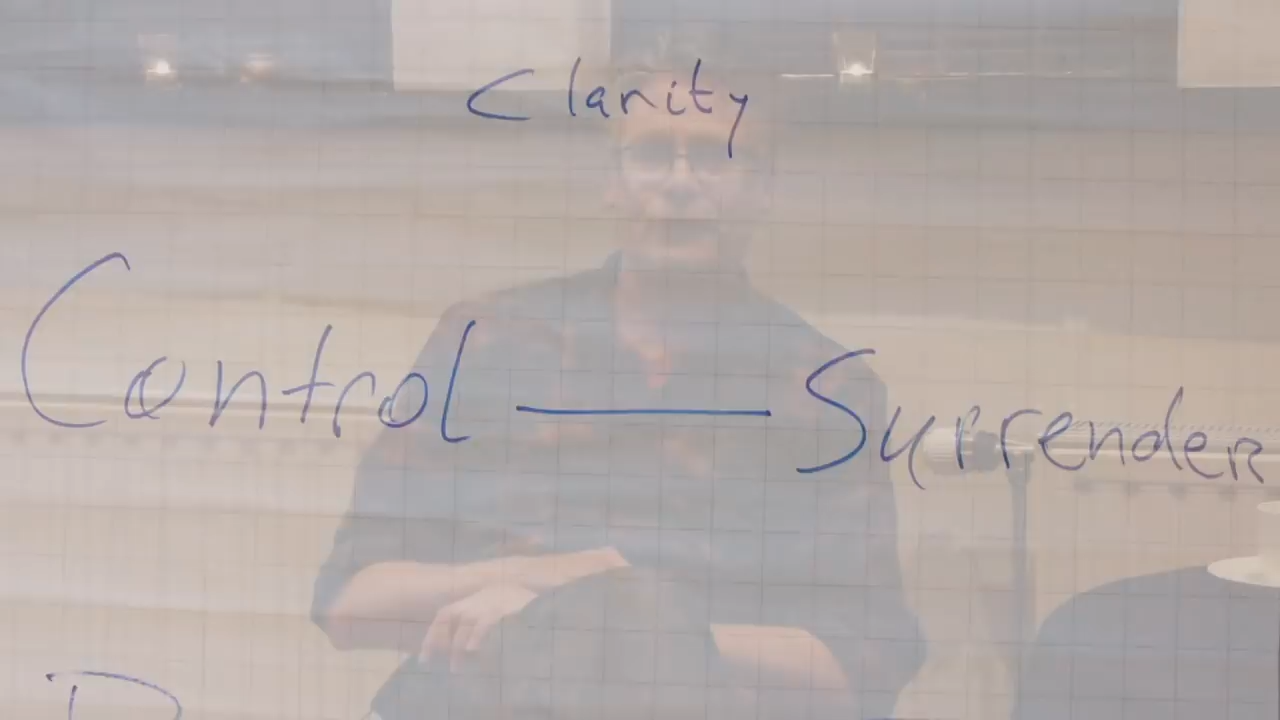 Clarity
Control — Surrender